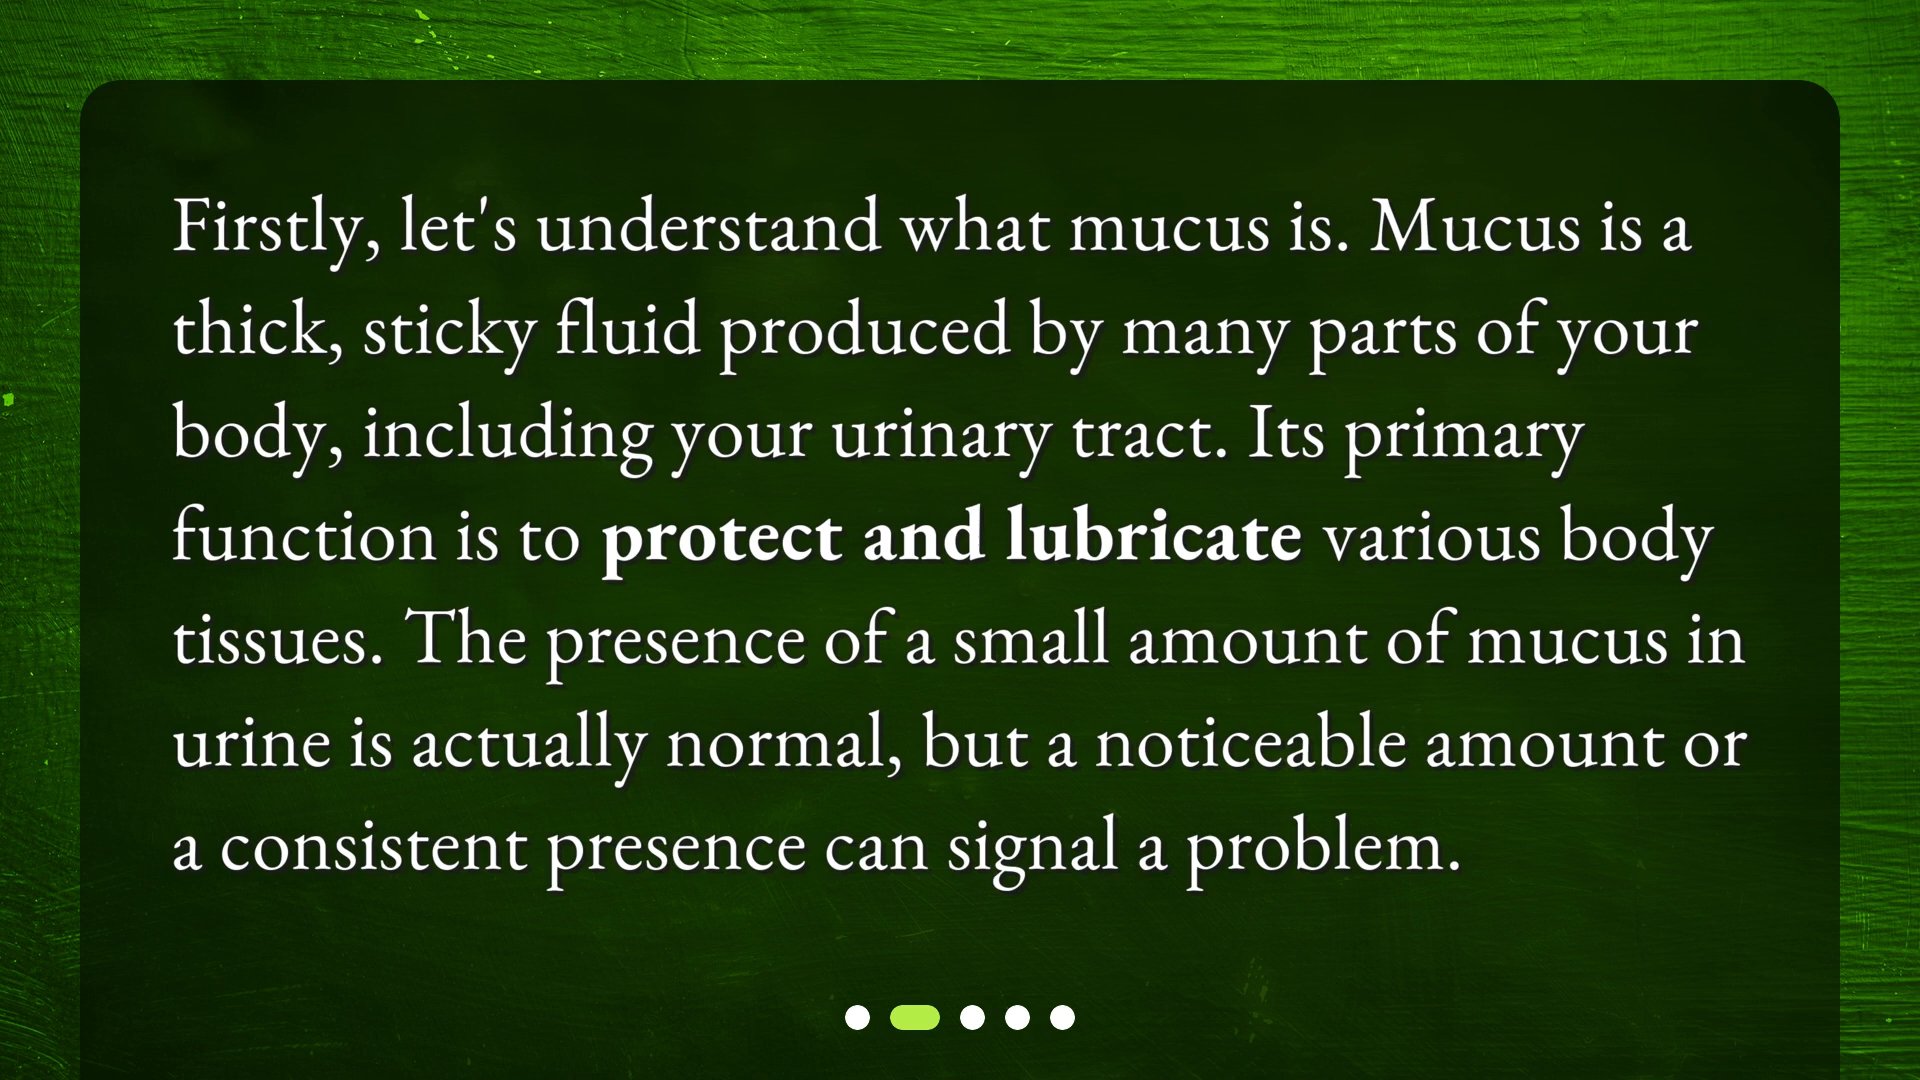 Firstly, let's understand what mucus is. Mucus is a
thick, sticky fluid produced by many parts of your
body, including your urinary tract. Its primary
function is to protect and lubricate various body
tissues. The presence of a small amount of mucus in
urine is actually normal, but a noticeable amount or
a consistent presence can signal a problem.